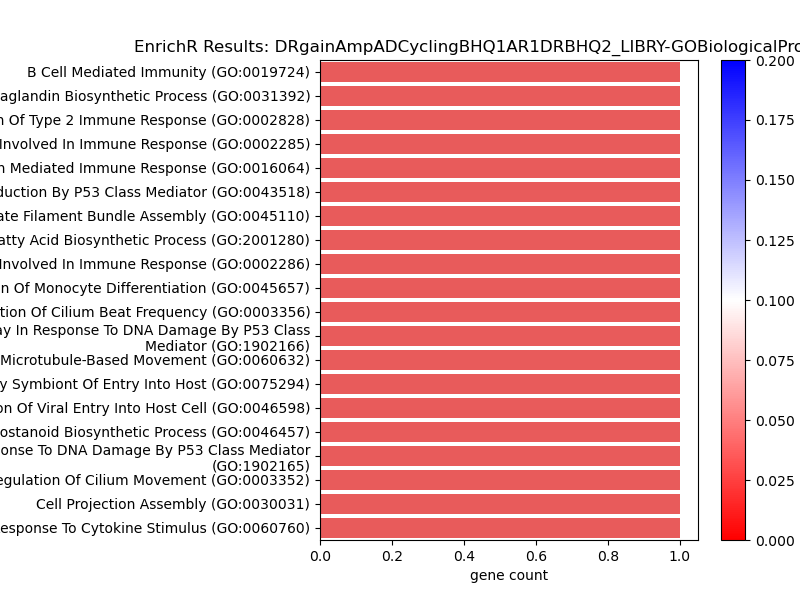 EnrichR Results: DRgainAmpADCyclingBHQ1AR1DRBHQ2_LIBRY-GOBiologicalPro
B Cell Mediated Immunity (GO:0019724)
aglandin Biosynthetic Process (GO:0031392)
n Of Type 2 Immune Response (GO:0002828)
Involved In Immune Response (GO:0002285)
n Mediated Immune Response (GO:0016064)
duction By P53 Class Mediator (GO:0043518)
ate Filament Bundle Assembly (GO:0045110)
atty Acid Biosynthetic Process (GO:2001280)
Involved In Immune Response (GO:0002286)
n Of Monocyte Differentiation (GO:0045657)
tion Of Cilium Beat Frequency (GO:0003356)
ay In Response To DNA Damage By P53 Class
Mediator (GO:1902166)
Microtubule-Based Movement (GO:0060632)
y Symbiont Of Entry Into Host (GO:0075294)
on Of Viral Entry Into Host Cell (GO:0046598)
ostanoid Biosynthetic Process (GO:0046457)
onse To DNA Damage By P53 Class Mediator
(GO:1902165)
egulation Of Cilium Movement (GO:0003352)
Cell Projection Assembly (GO:0030031)
esponse To Cytokine Stimulus (GO:0060760)
0.0 0.2 0.4 0.6 0.8 1.0
gene count
0.200
0.175
0.150
0.125
0.100
0.075
0.050
0.025
0.000